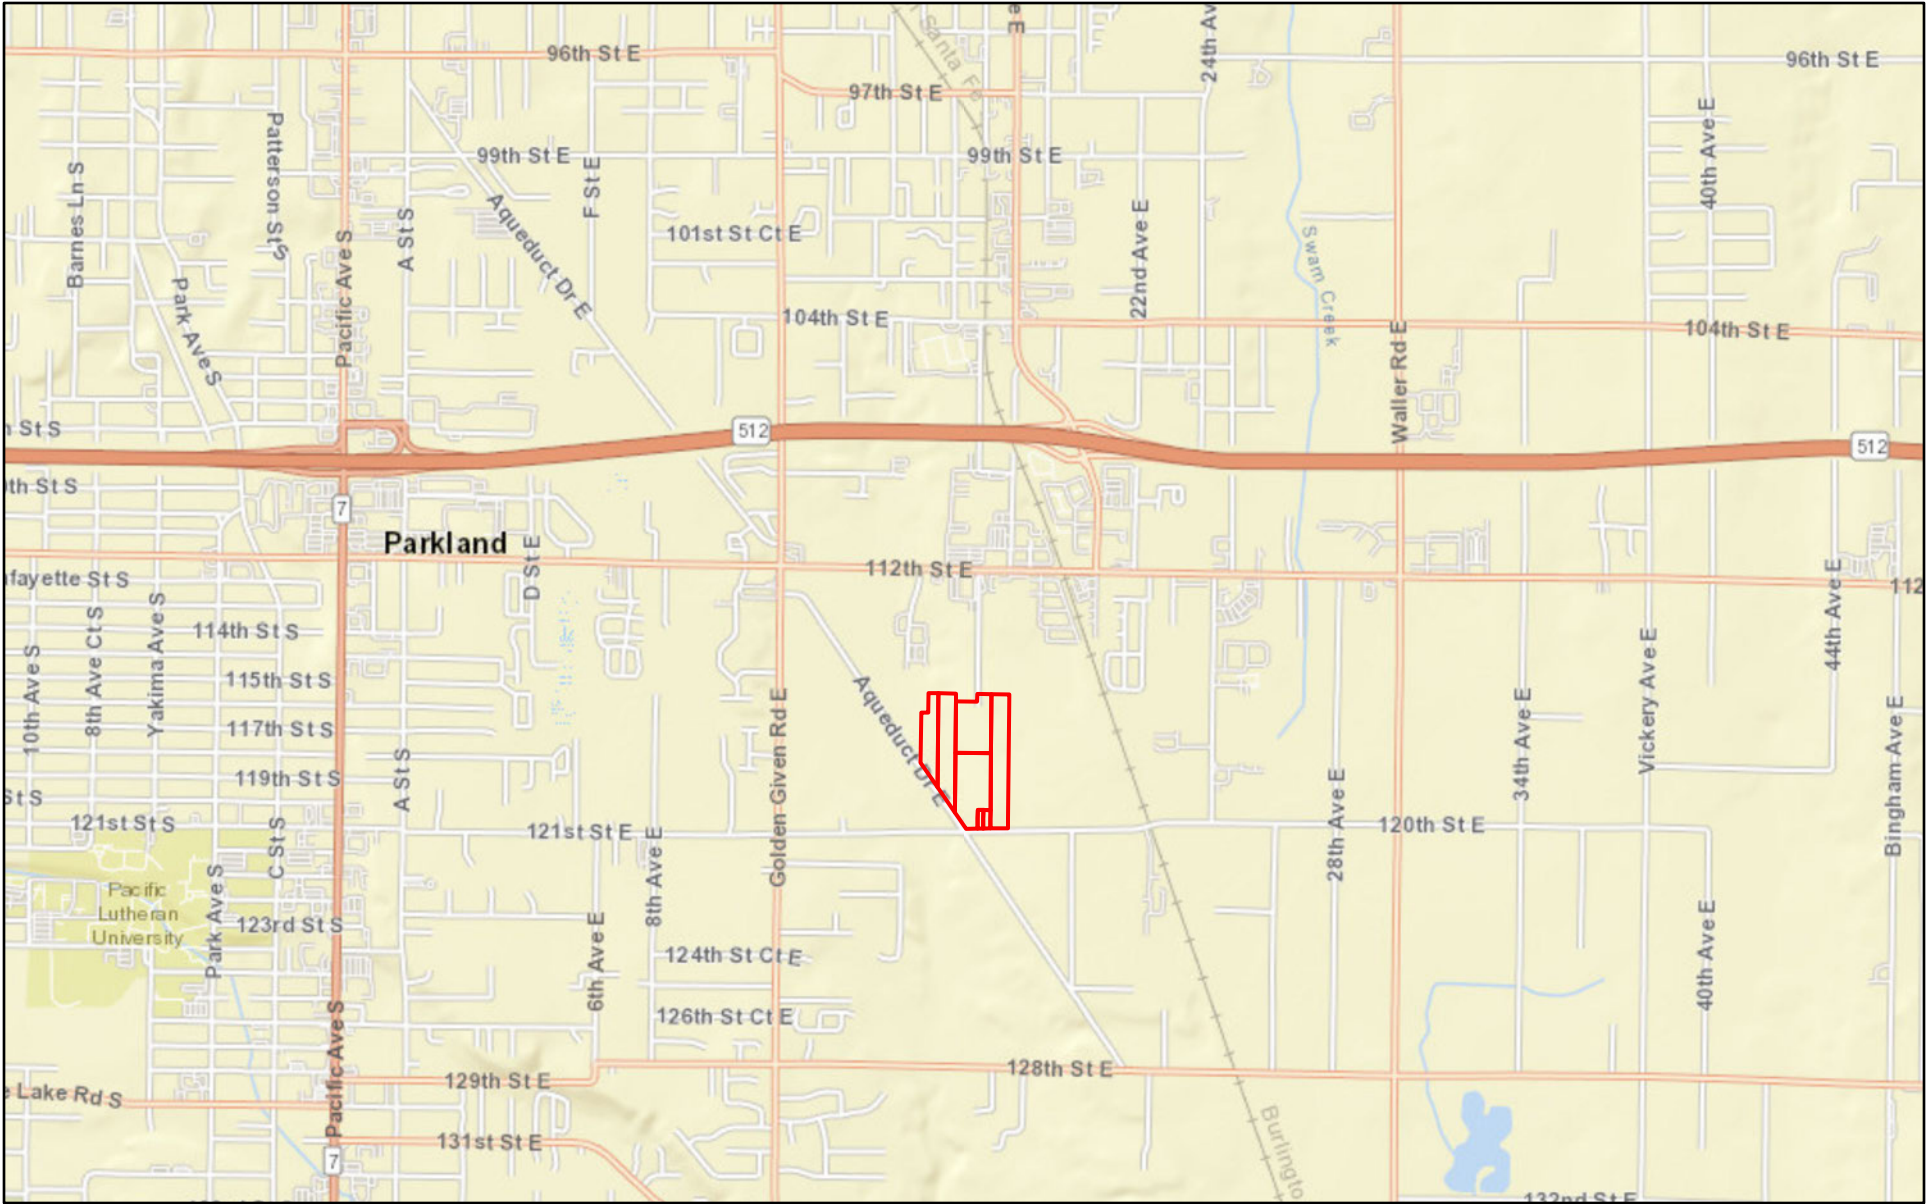 96th St E
24th Av
96th St E
97th St E
Santa Fe
e E
Patterson St S
99th St E
99th St E
F St E
40th Ave E
Barnes Ln S
A St S
Aqueduct Dr E
101st St Ct E
22nd Ave E
Swam Creek
Pacific Ave S
Park Ave S
104th St E
104th St E
Waller Rd E
h St S
512
512
th St S
7
Parkland
D St E
112th St E
112
afayette St S
8th Ave Ct S
Yakima Ave S
114th St S
10th Ave S
115th St S
117th St S
119th St S
St S
121st St S
A St S
C St S
Aqueduct Dr E
Golden Given Rd E
44th Ave E
Vickery Ave E
34th Ave E
28th Ave E
Bingham Ave E
121st St E
120th St E
8th Ave E
Pacific
Lutheran
University
Park Ave S
123rd St S
6th Ave E
124th St Ct E
40th Ave E
126th St Ct E
Pacific Ave S
129th St E
128th St E
e Lake Rd S
131st St E
Burlingto
7
132nd St E